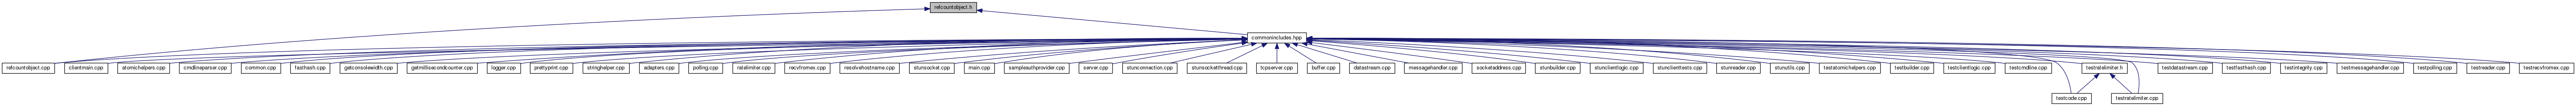 refcountobject.h
commonincludes.hpp
refcountobject.cpp
clientmain.cpp
atomichelpers.cpp
cmdlineparser.cpp
common.cpp
fasthash.cpp
getconsolewidth.cpp
getmillisecondcounter.cpp
logger.cpp
prettyprint.cpp
stringhelper.cpp
adapters.cpp
polling.cpp
ratelimiter.cpp
recvfromex.cpp
resolvehostname.cpp
stunsocket.cpp
main.cpp
sampleauthprovider.cpp
server.cpp
stunconnection.cpp
stunsocketthread.cpp
tcpserver.cpp
buffer.cpp
datastream.cpp
messagehandler.cpp
socketaddress.cpp
stunbuilder.cpp
stunclientlogic.cpp
stunclienttests.cpp
stunreader.cpp
stunutils.cpp
testatomichelpers.cpp
testbuilder.cpp
testclientlogic.cpp
testcmdline.cpp
testratelimiter.h
testdatastream.cpp
testfasthash.cpp
testintegrity.cpp
testmessagehandler.cpp
testpolling.cpp
testreader.cpp
testrecvfromex.cpp
testcode.cpp
testratelimiter.cpp